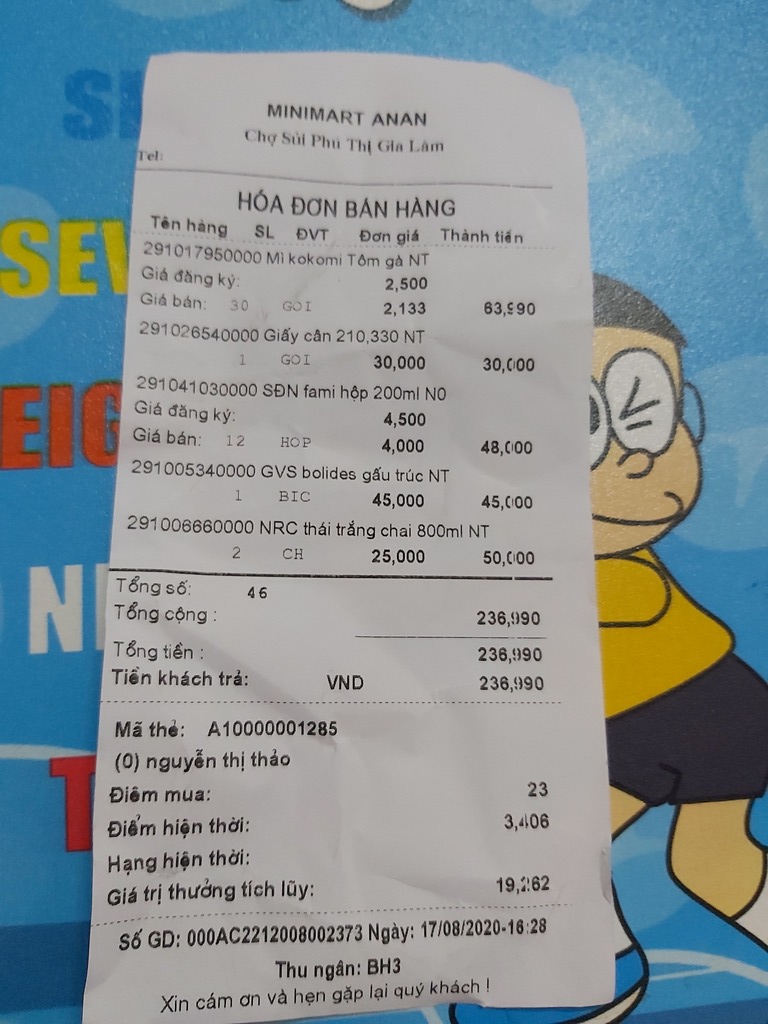 MINIMART ANAN
Chợ Sủi Phú Thị Gia Lâm
Tel:
HÓA ĐƠN BÁN HÀNG
Tên hàng SL ĐVT Đơn giá Thành tiền
291017950000 Mì kokomi Tôm gà NT
Giá đăng ký: 2,500
Giá bán: 30 GOI 2,133 63,990
291026540000 Giấy cân 210,330 NT
1 GOI 30,000 30,000
291041030000 SĐN fami hộp 200ml N0
Giá đăng ký: 4,500
Giá bán: 12 HOP 4,000 48,000
291005340000 GVS bolides gấu trúc NT
1 BIC 45,000 45,000
291006660000 NRC thái trắng chai 800ml NT
2 CH 25,000 50,000
Tổng số: 46
Tổng cộng : 236,990
Tổng tiền : 236,990
Tiền khách trả: VND 236,990
Mã thẻ: A10000001285
(0) nguyễn thị thảo
Điểm mua: 23
Điểm hiện thời: 3,406
Hạng hiện thời:
Giá trị thưởng tích lũy: 19,262
Số GD: 000AC2212008002373 Ngày: 17/08/2020-16:28
Thu ngân: BH3
Xin cám ơn và hẹn gặp lại quý khách !